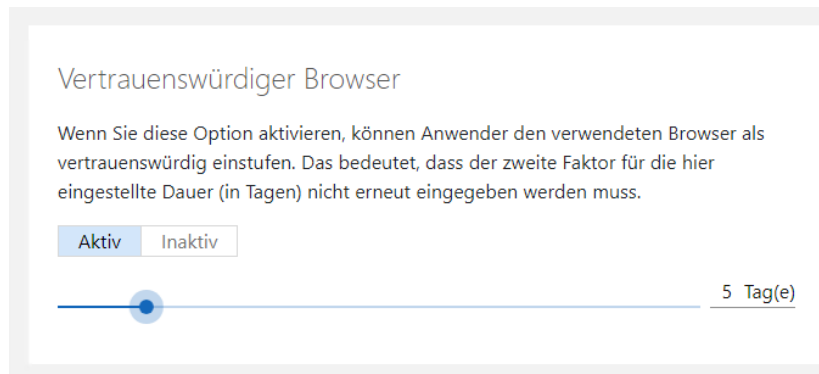 Vertrauenswürdiger Browser
Wenn Sie diese Option aktivieren, können Anwender den verwendeten Browser als
vertrauenswürdig einstufen. Das bedeutet, dass der zweite Faktor für die hier
eingestellte Dauer (in Tagen) nicht erneut eingegeben werden muss.
Aktiv Inaktiv
5 Tag(e)